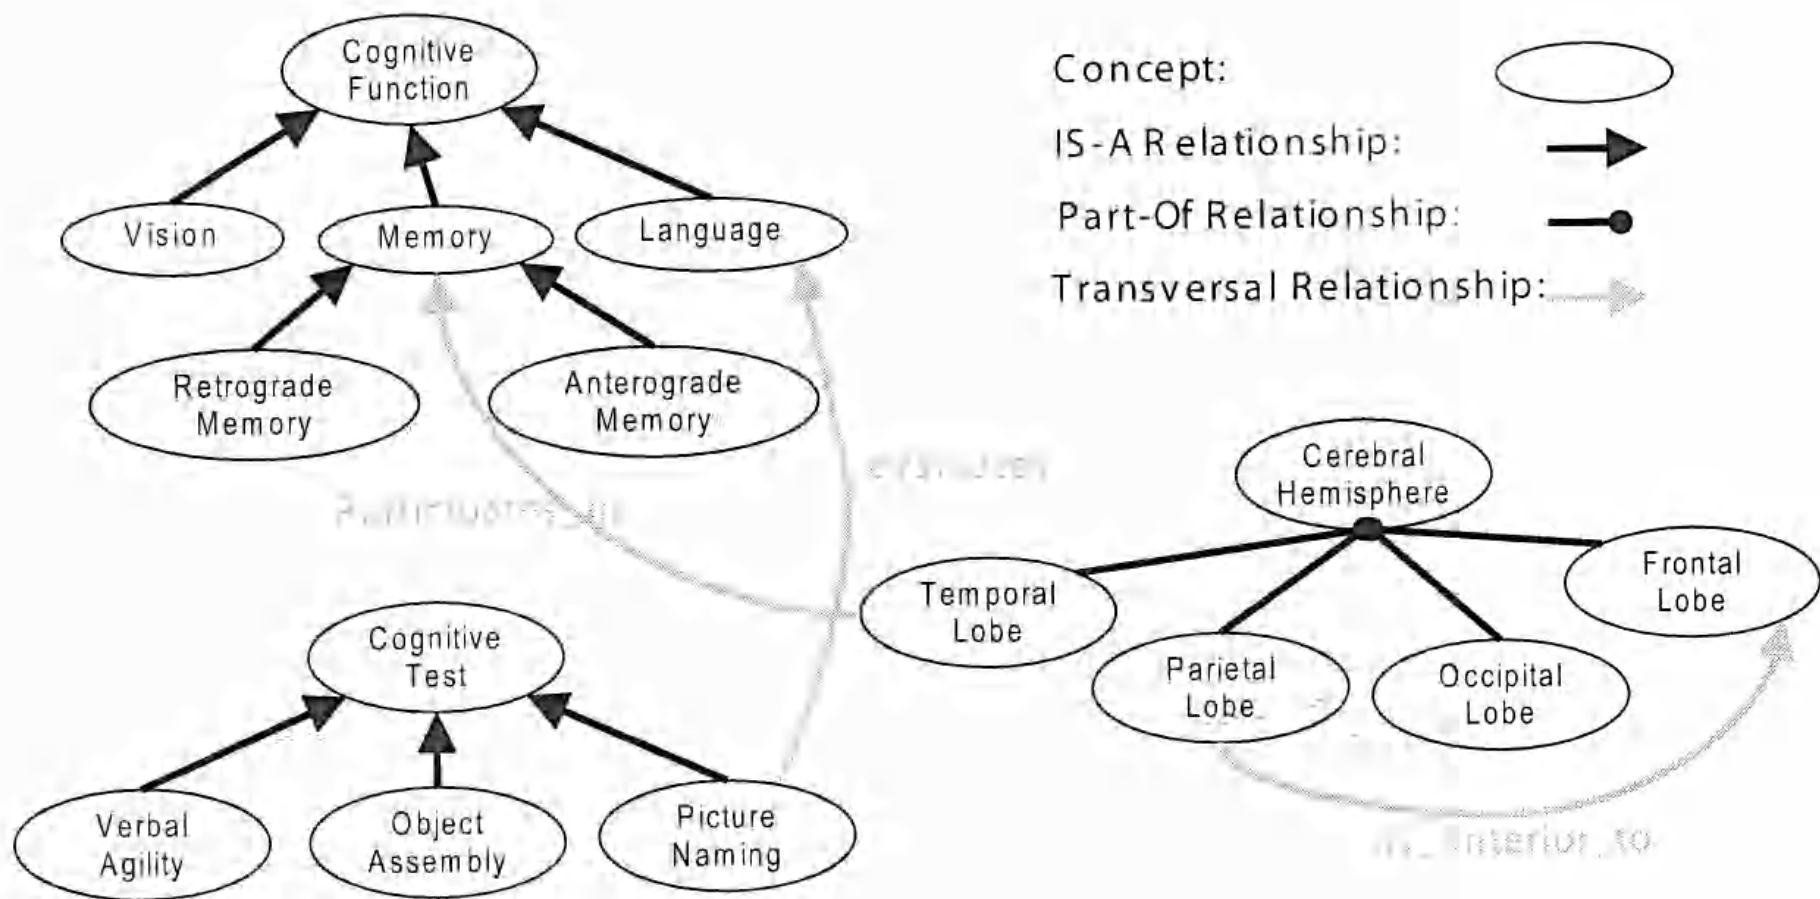 Cognitive
Function
Vision
Memory
Language
Retrograde
Memory
Anterograde
Memory
Concept:
IS-A Relationship:
Part-Of Relationship:
Transversal Relationship:
Cerebral
Hemisphere
Temporal
Lobe
Parietal
Lobe
Occipital
Lobe
Frontal
Lobe
Cognitive
Test
Verbal
Agility
Object
Assembly
Picture
Naming